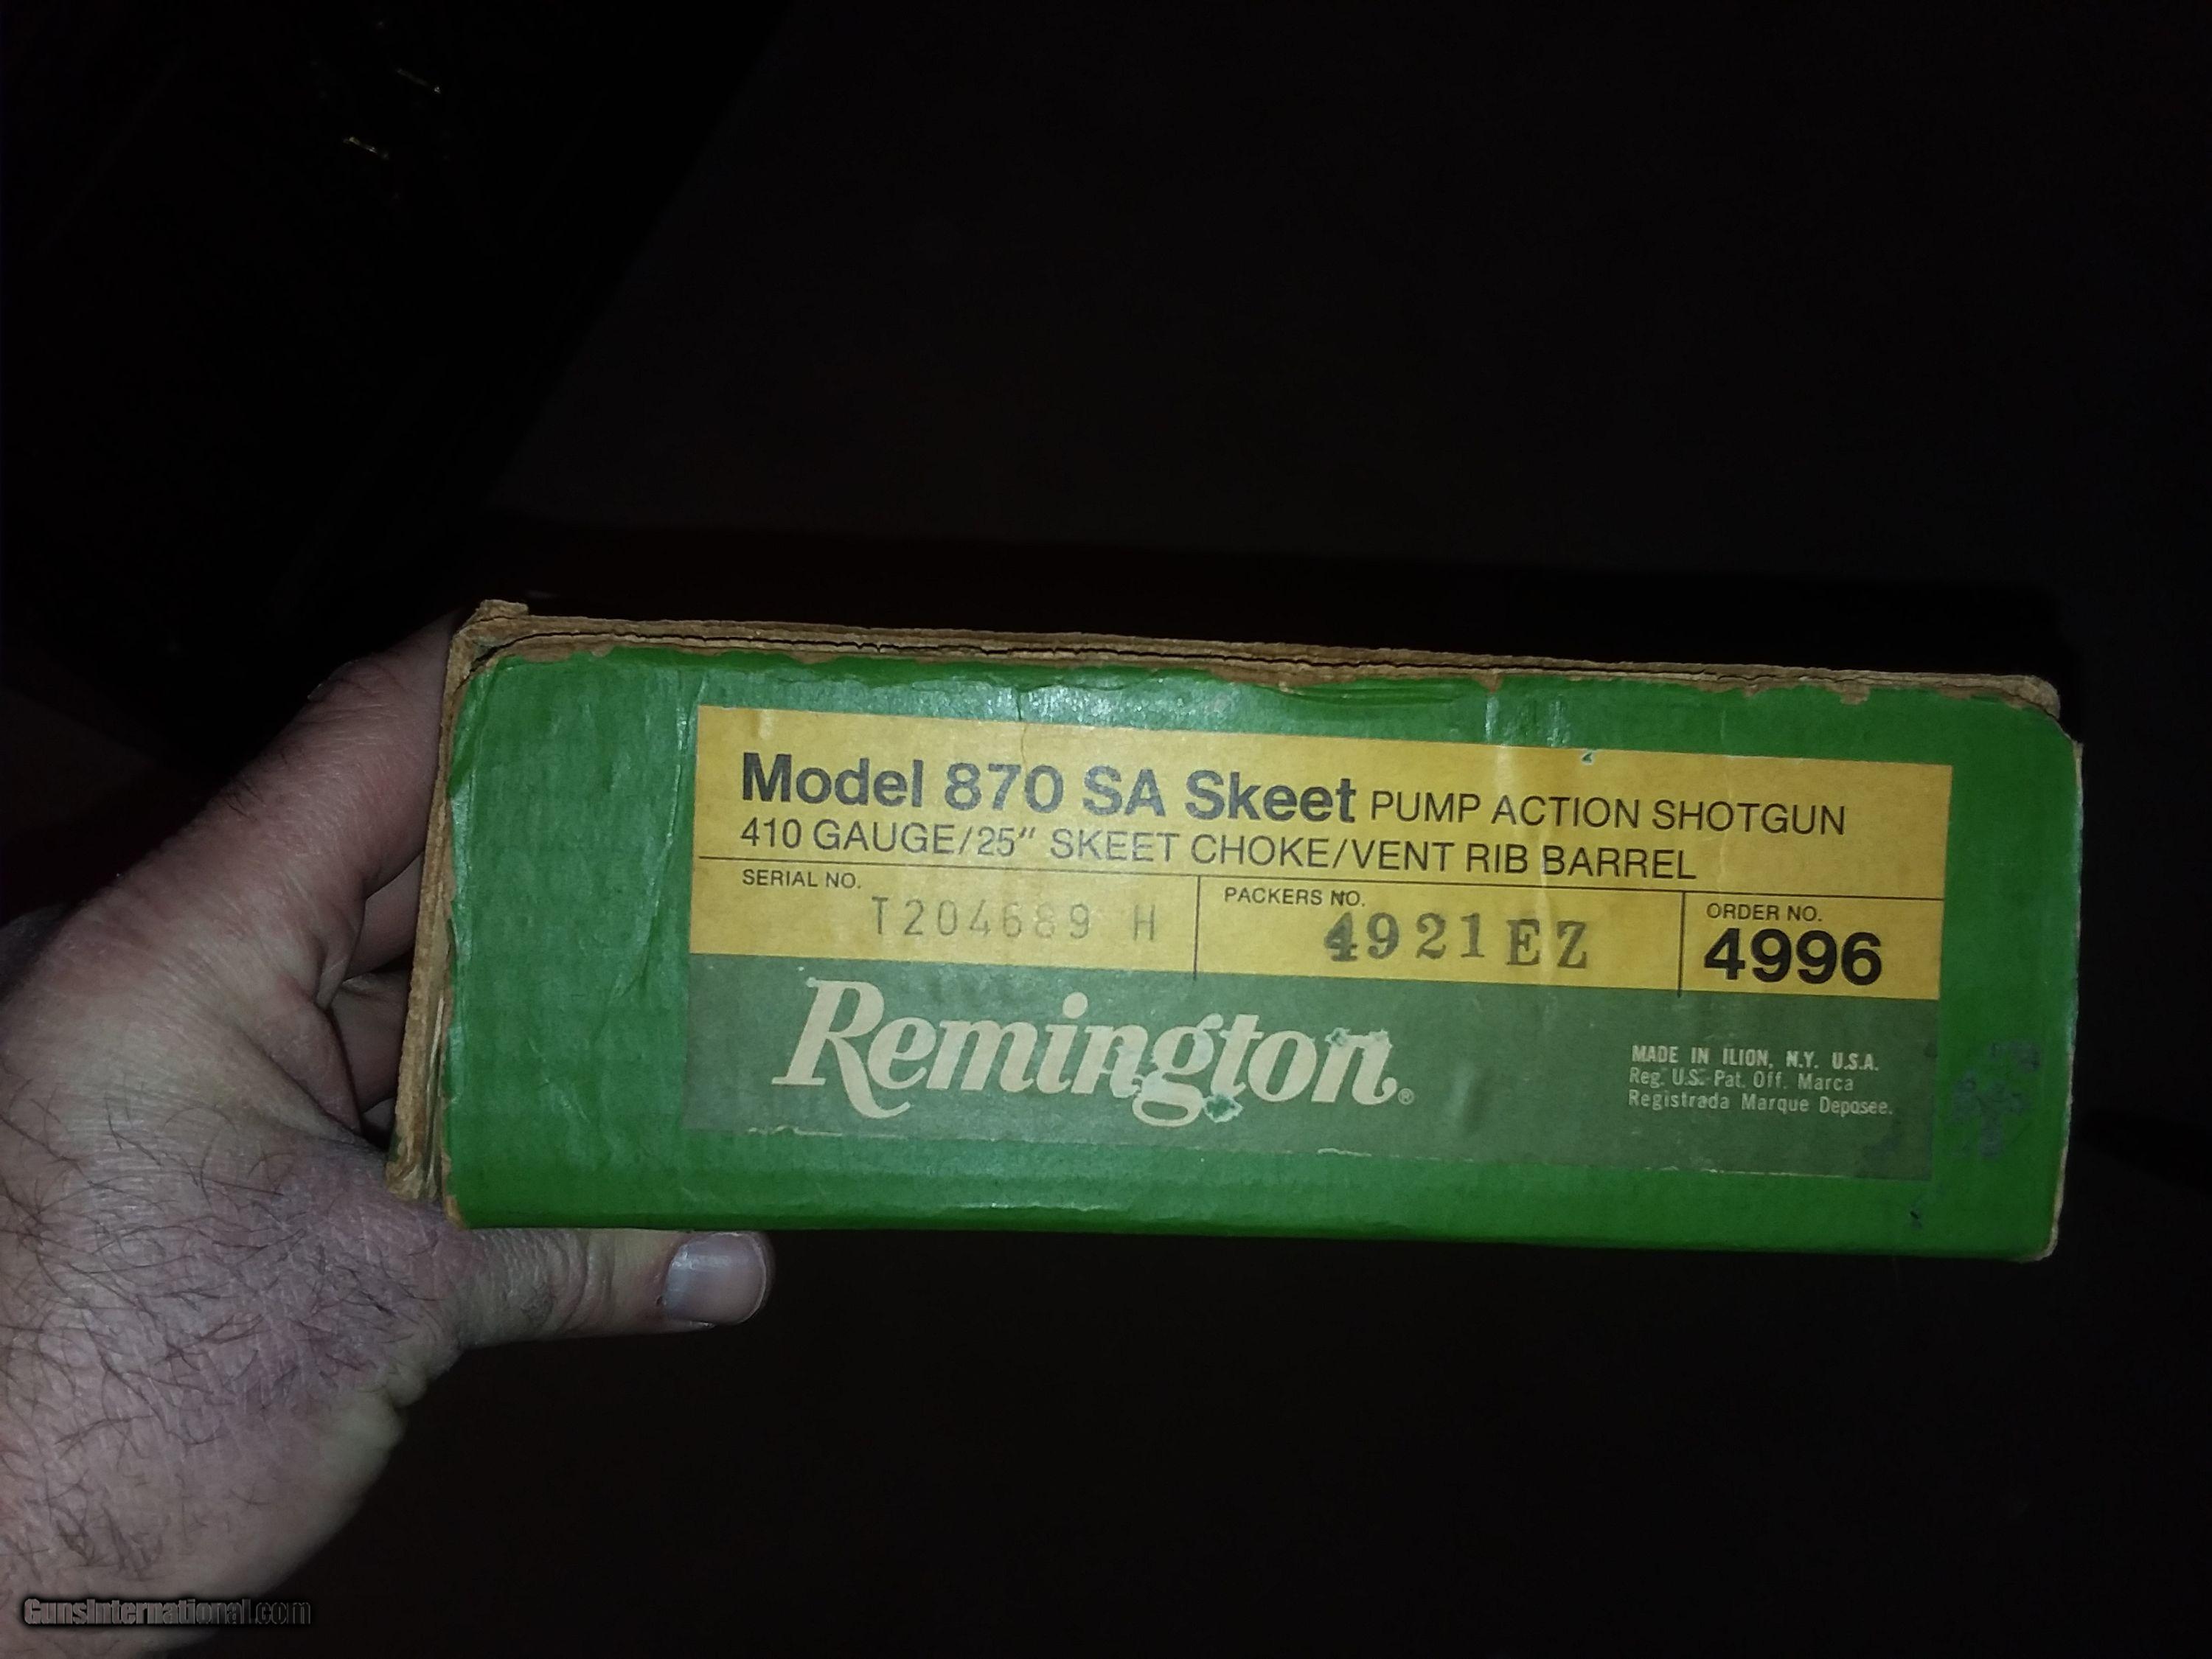 Model 870 SA Skeet PUMP ACTION SHOTGUN
410 GAUGE/25" SKEET CHOKE/VENT RIB BARREL
SERIAL NO.
T204689 H
PACKERS NO.
4921EZ
ORDER NO.
4996
Remington®
MADE IN ILION, N.Y. U.S.A.
Reg. U.S. Pat. Off. Marca
Registrada Marque Deposee.
GunsInternational.com